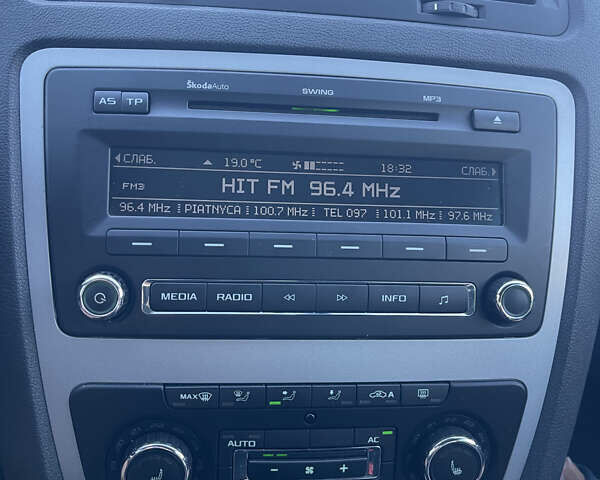 ŠkodaAuto SWING MP3
AS TP
СЛАБ. 19.0 °C 18:32 СЛАБ.
FM3 HIT FM 96.4 MHz
96.4 MHz PIATNYCA 100.7 MHz TEL 097 101.1 MHz 97.6 MHz
MEDIA RADIO INFO
MAX A
AUTO AC